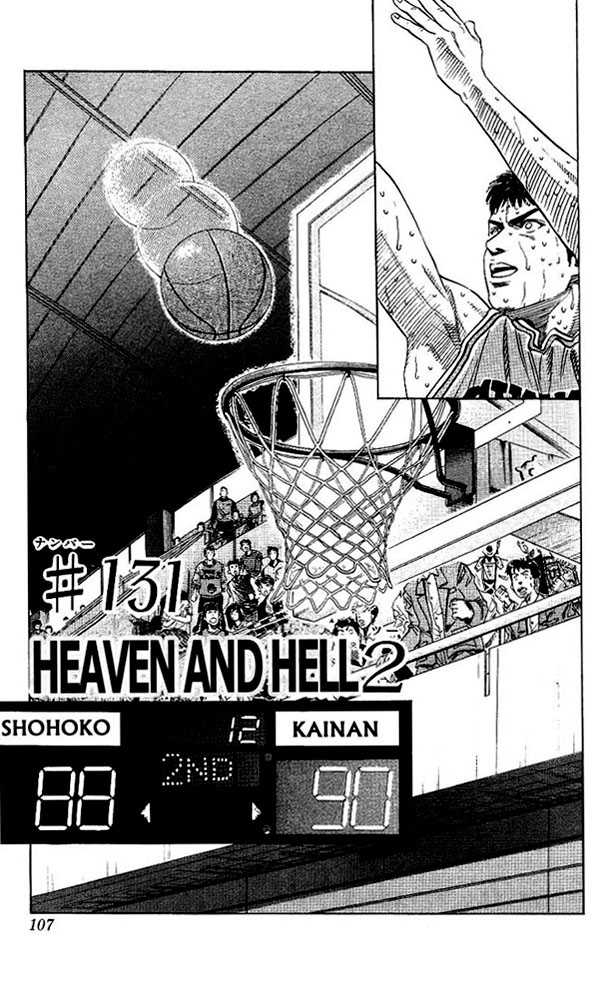 ナンバー
#131
HEAVEN AND HELL 2
SHOHOKO
12
KAINAN
2ND
88
90
107